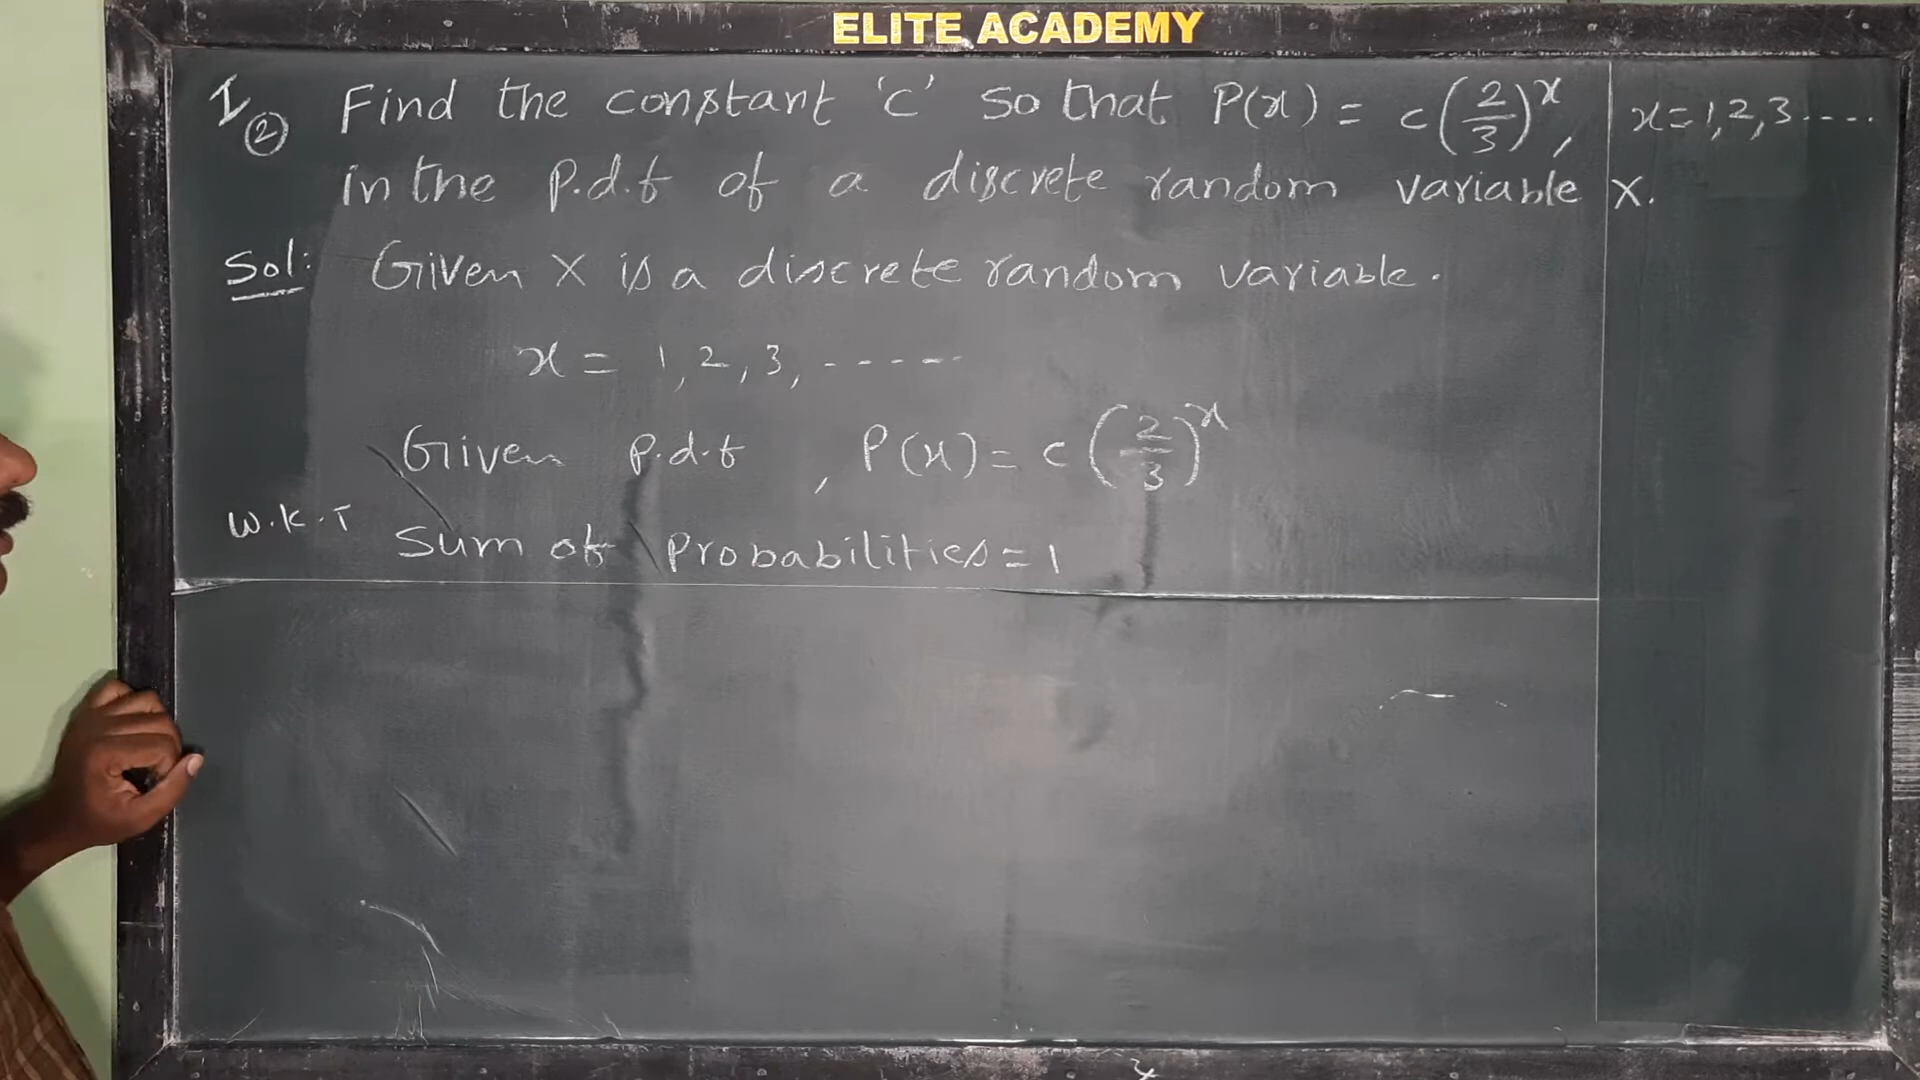 ELITE ACADEMY
I ② Find the constant 'c' so that P(x) = c(2/3)^x, x=1,2,3.....
in the p.d.f of a discrete random variable X.
Sol: Given X is a discrete random variable.
x = 1,2,3,-----
Given p.d.f , P(x)= c(2/3)^x
W.K.T Sum of probabilities=1